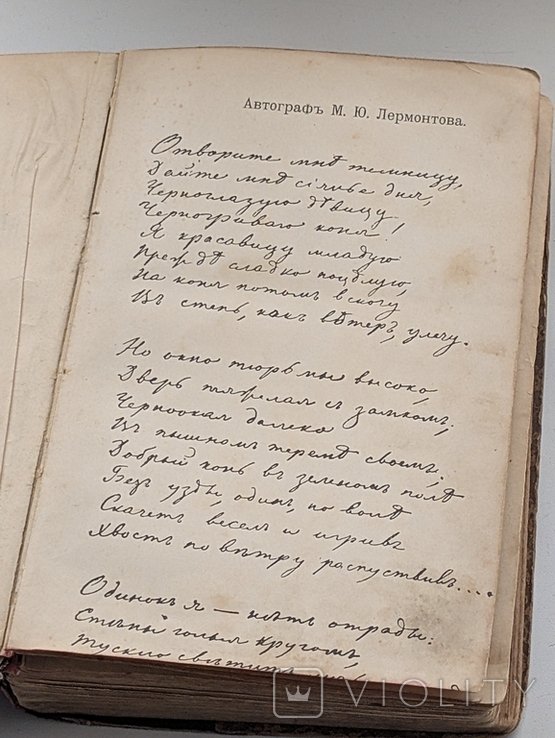 Автографъ М. Ю. Лермонтова.
Отворите мнѣ темницу,
Дайте мнѣ сіянье дня,
Черноглазую дѣвицу,
Черногриваго коня!
Я красавицу младую
Прежде сладко поцѣлую,
На коня потомъ вскочу
Въ степь, какъ вѣтеръ, улечу.
Но окно тюрьмы высоко,
Дверь тяжелая съ замкомъ;
Черноокая далеко
Въ пышномъ теремѣ своемъ;
Добрый конь въ зеленомъ полѣ
Безъ узды, одинъ, по волѣ
Скачетъ веселъ и игривъ
Хвостъ по вѣтру распустивъ....
Одинокъ я — нѣтъ отрады:
Стѣны голыя кругомъ,
Тускло свѣтитъ
VIOLITY